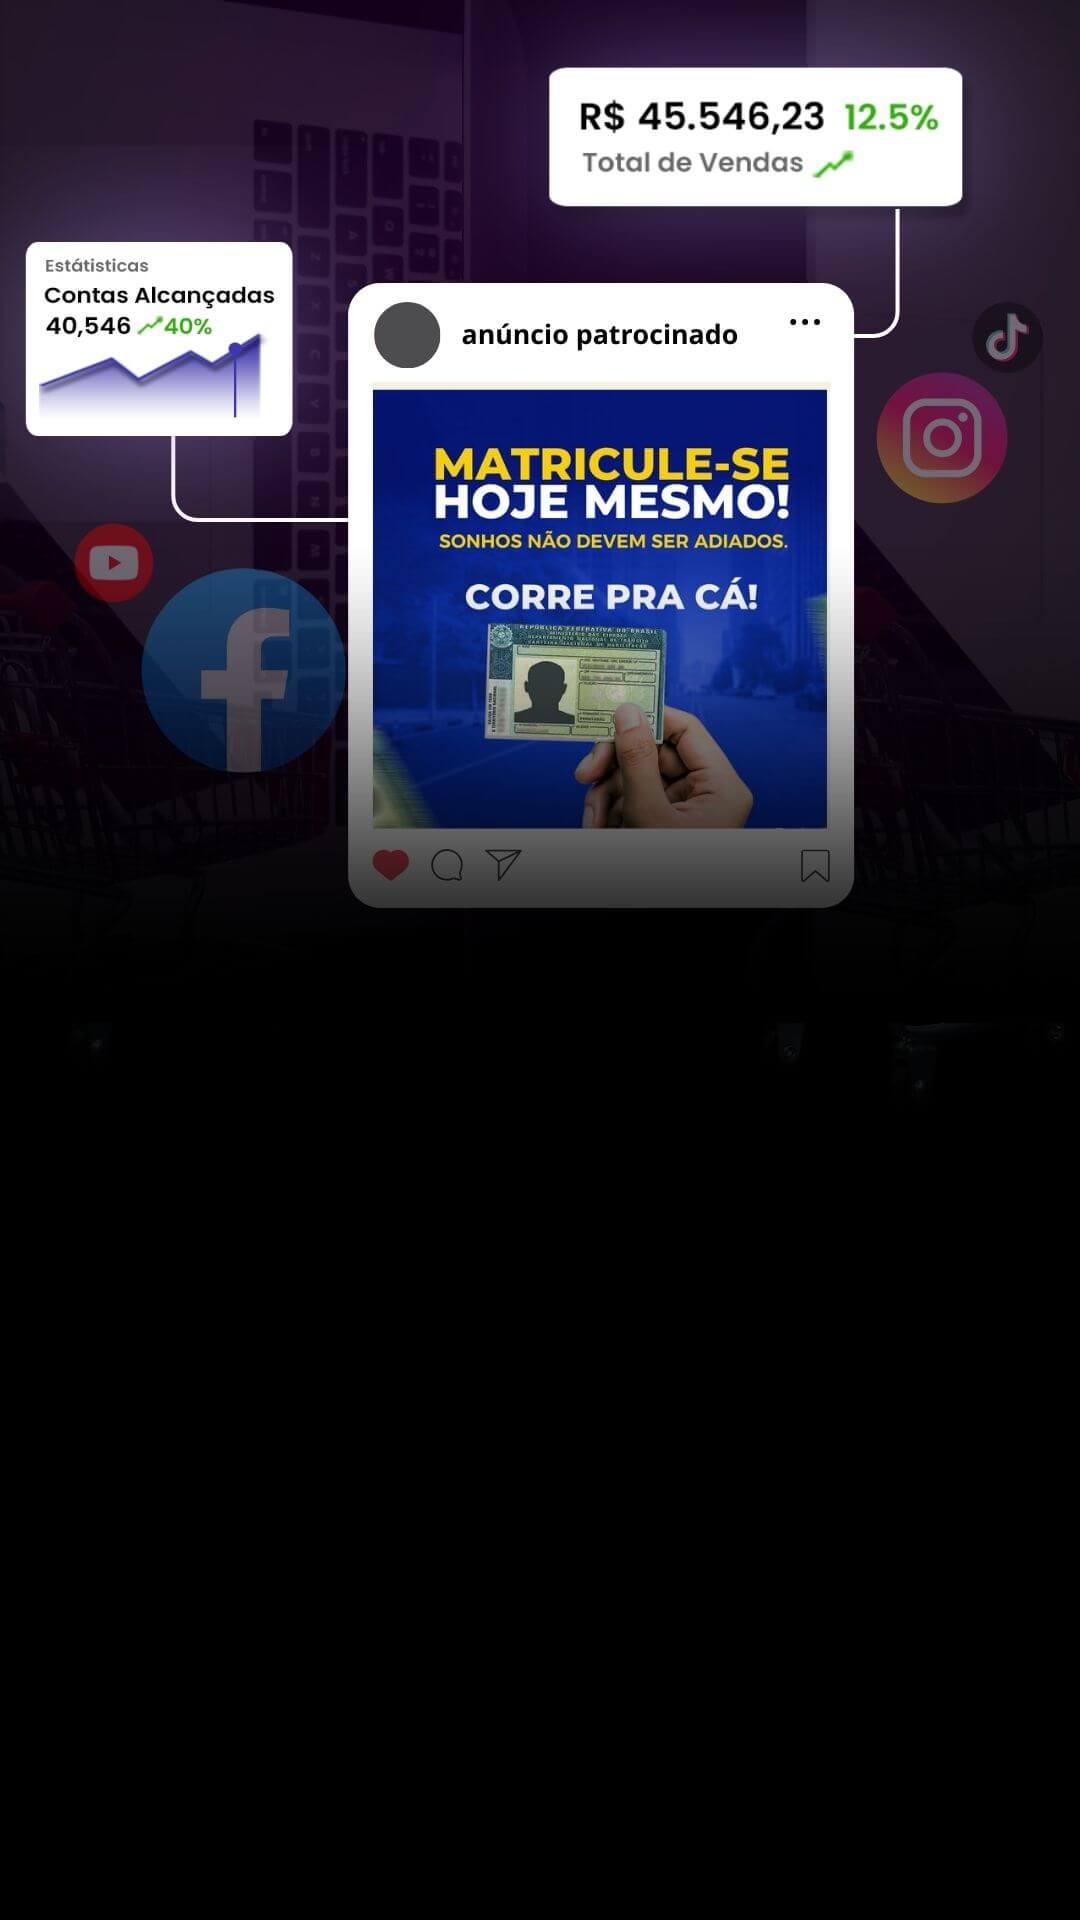 R$ 45.546,23 12.5%
Total de Vendas
Estátisticas
Contas Alcançadas
40,546 40%
anúncio patrocinado
MATRICULE-SE
HOJE MESMO!
SONHOS NÃO DEVEM SER ADIADOS.
CORRE PRA CÁ!
REPÚBLICA FEDERATIVA DO BRASIL
MINISTÉRIO DAS CIDADES
DEPARTAMENTO NACIONAL DE TRÂNSITO
CARTEIRA NACIONAL DE HABILITAÇÃO